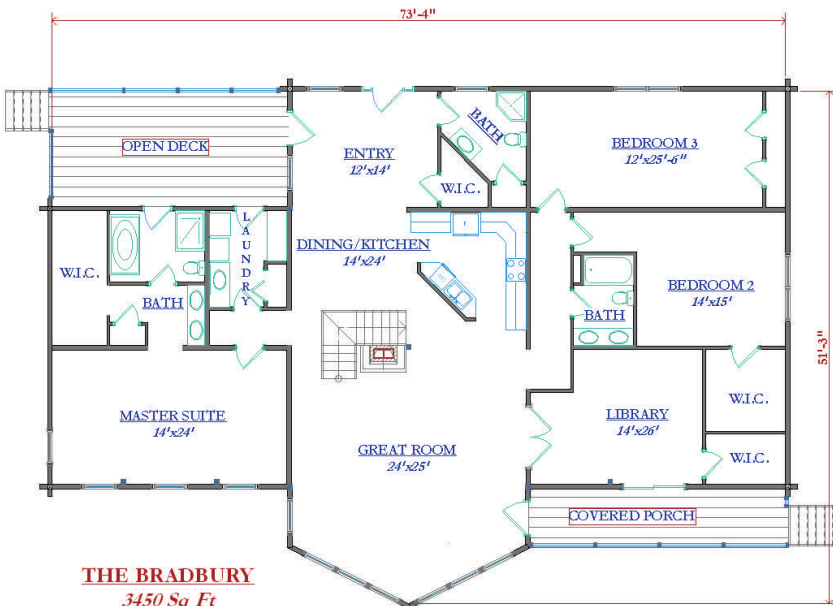 73'-4"
OPEN DECK
ENTRY
12'x14'
BATH
W.I.C.
BEDROOM 3
12'x25'-6"
LAUNDRY
DINING/KITCHEN
14'x24'
W.I.C.
BATH
BEDROOM 2
14'x15'
BATH
51'-3"
MASTER SUITE
14'x24'
GREAT ROOM
24'x25'
LIBRARY
14'x26'
W.I.C.
W.I.C.
COVERED PORCH
THE BRADBURY
3450 Sq Ft